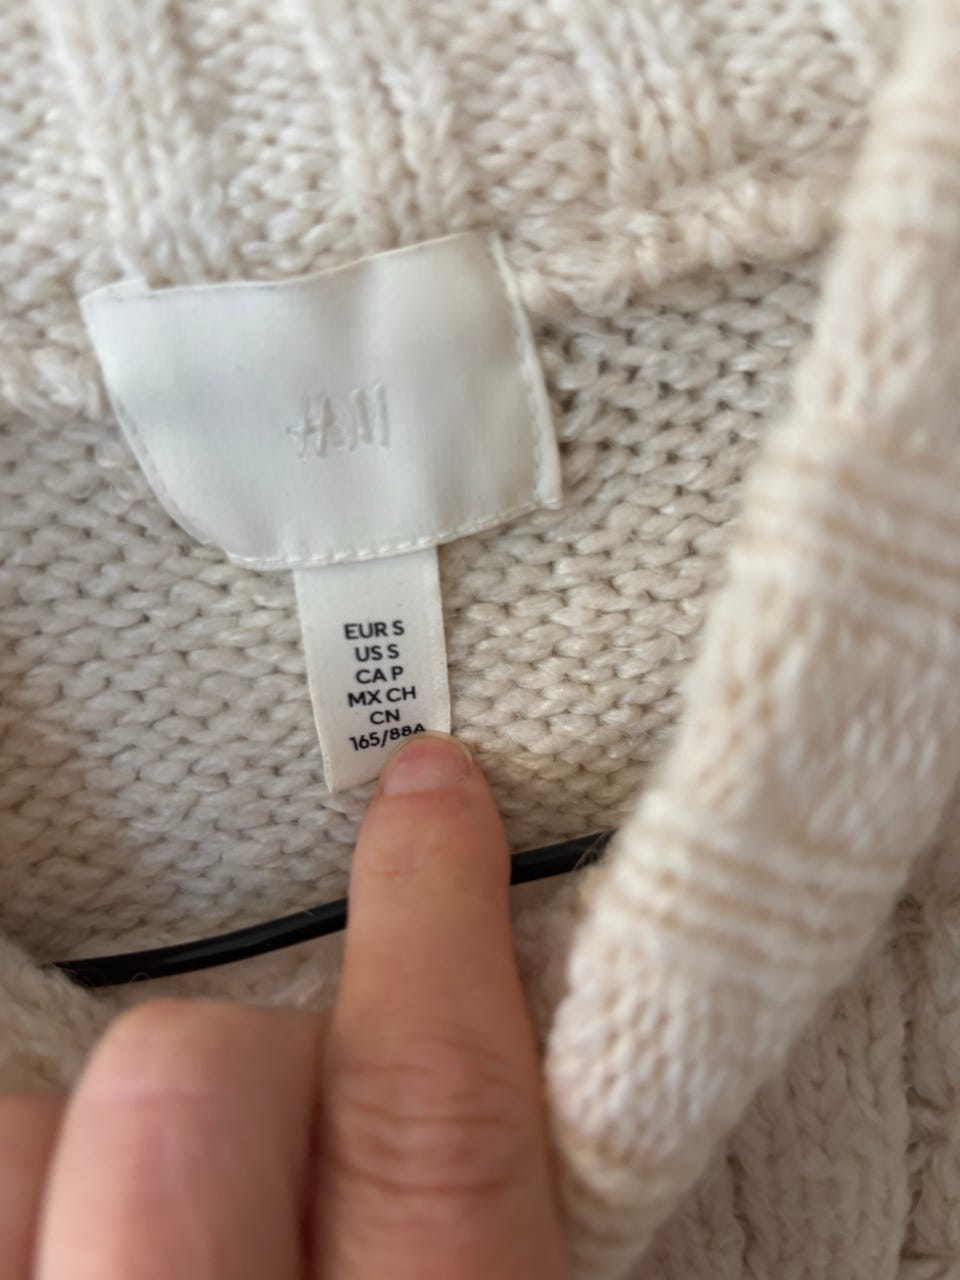 H&M
EUR S
US S
CA P
MX CH
CN
165/88A